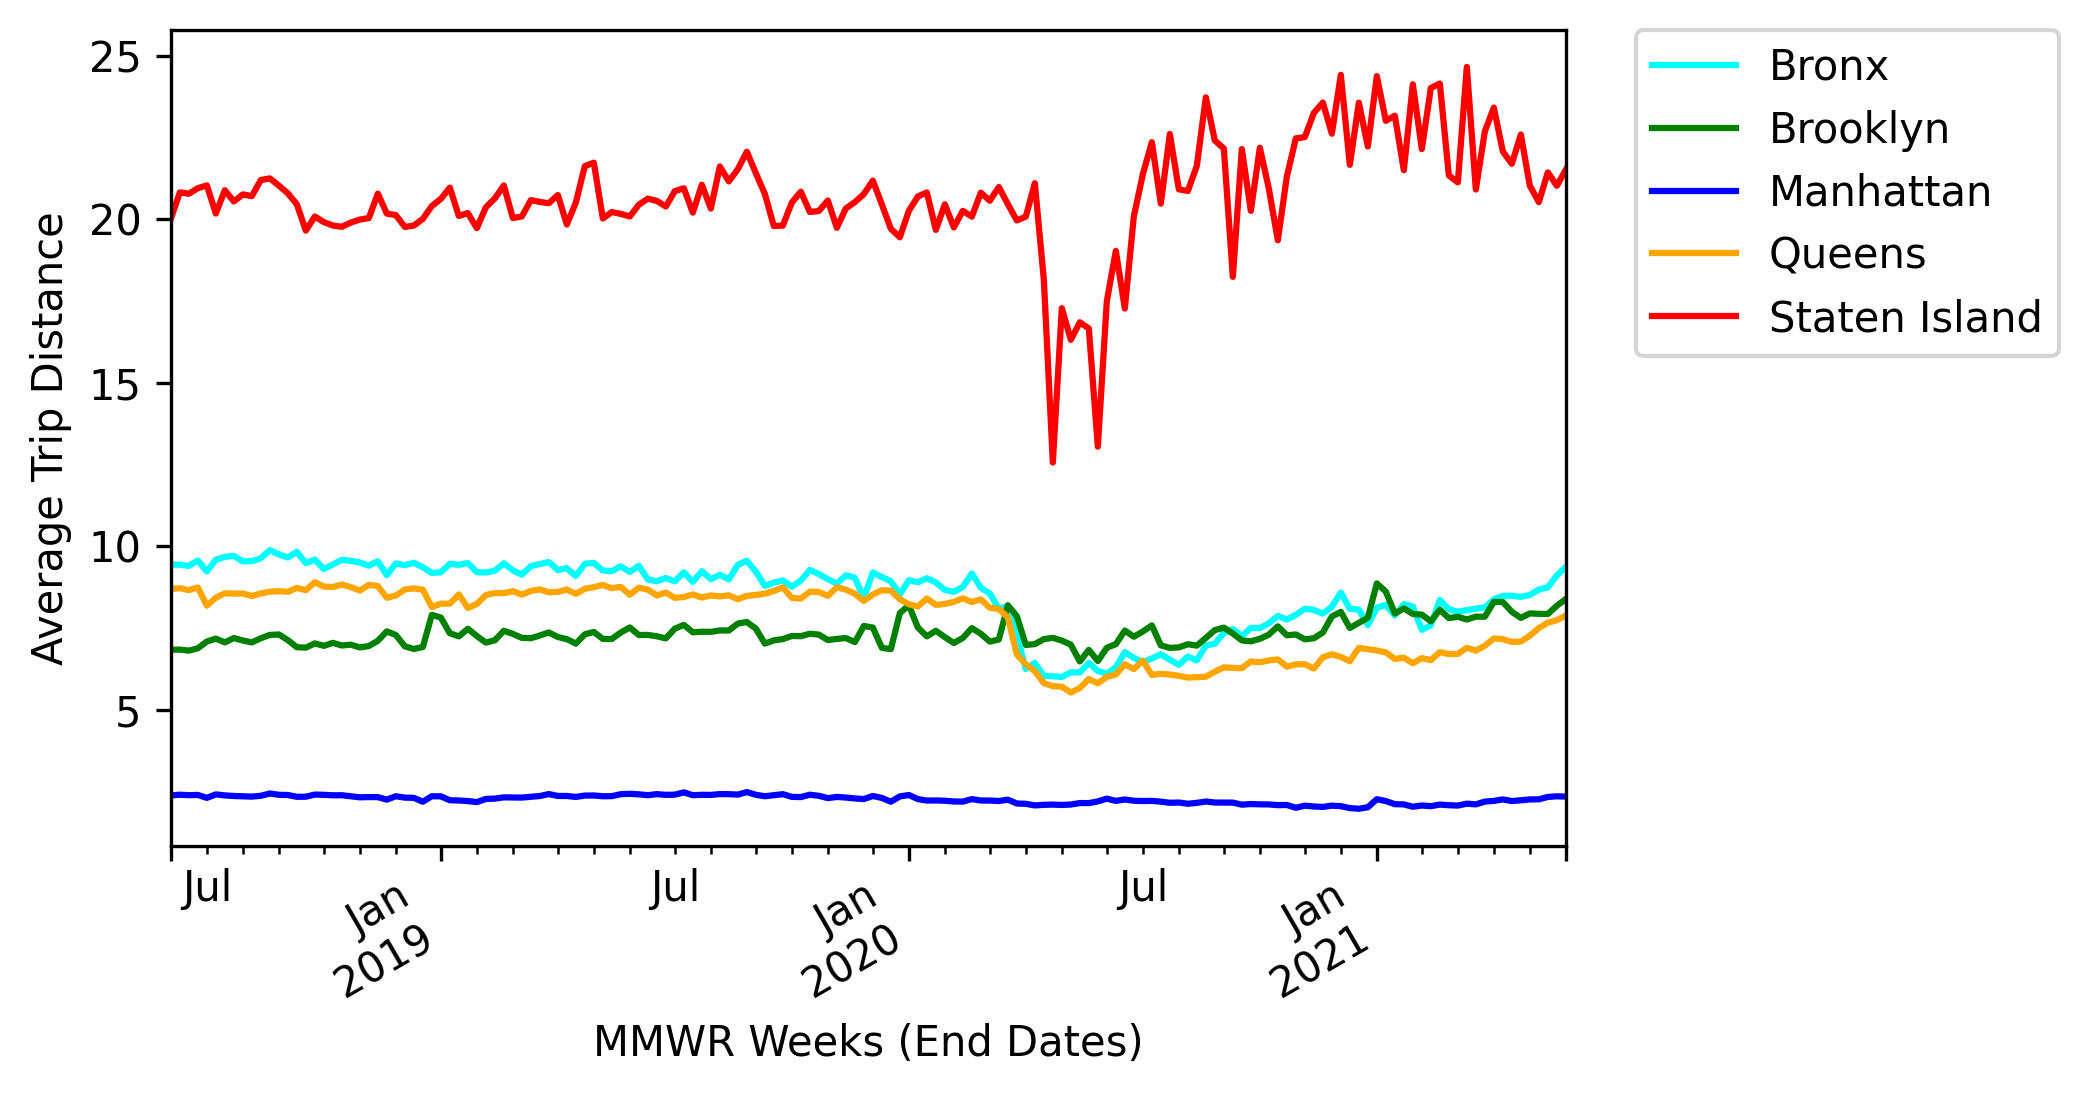 25
20
15
10
5
Average Trip Distance
Jul
Jan
2019
Jul
Jan
2020
Jul
Jan
2021
MMWR Weeks (End Dates)
Bronx
Brooklyn
Manhattan
Queens
Staten Island